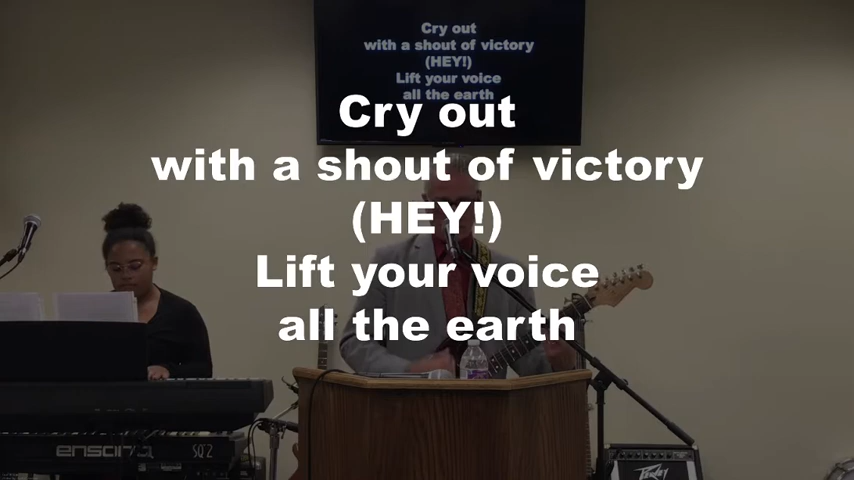 Cry out
with a shout of victory
(HEY!)
Lift your voice
all the earth
Cry out
with a shout of victory
(HEY!)
Lift your voice
all the earth
ensoniq SQ2
PEAVEY